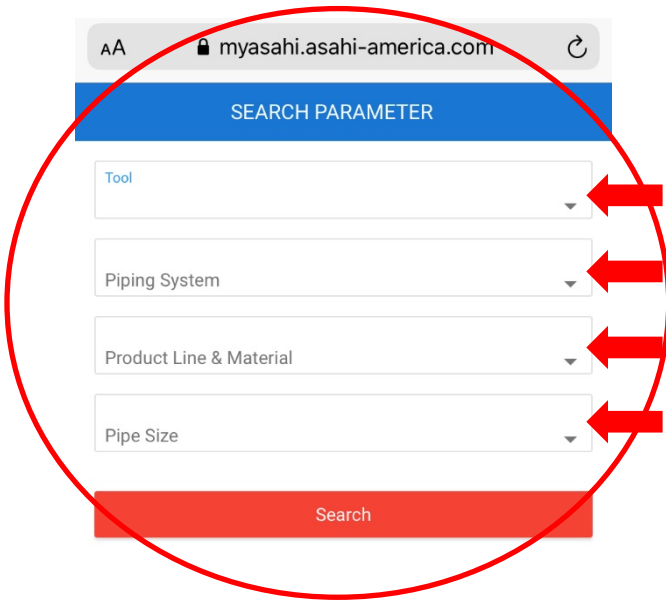 AA myasahi.asahi-america.com
SEARCH PARAMETER
Tool
Piping System
Product Line & Material
Pipe Size
Search